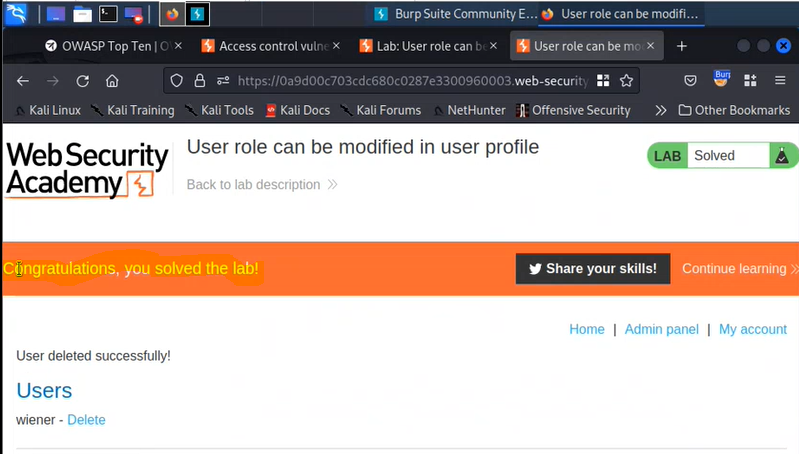 Burp Suite Community E...
User role can be modifi...
OWASP Top Ten | O
Access control vulne
Lab: User role can be
User role can be mo
https://0a9d00c703cdc680c0287e3300960003.web-security
Burp
Kali Linux
Kali Training
Kali Tools
Kali Docs
Kali Forums
NetHunter
Offensive Security
Other Bookmarks
Web Security
Academy
User role can be modified in user profile
Back to lab description
LAB Solved
Congratulations, you solved the lab!
Share your skills!
Continue learning
Home | Admin panel | My account
User deleted successfully!
Users
wiener - Delete